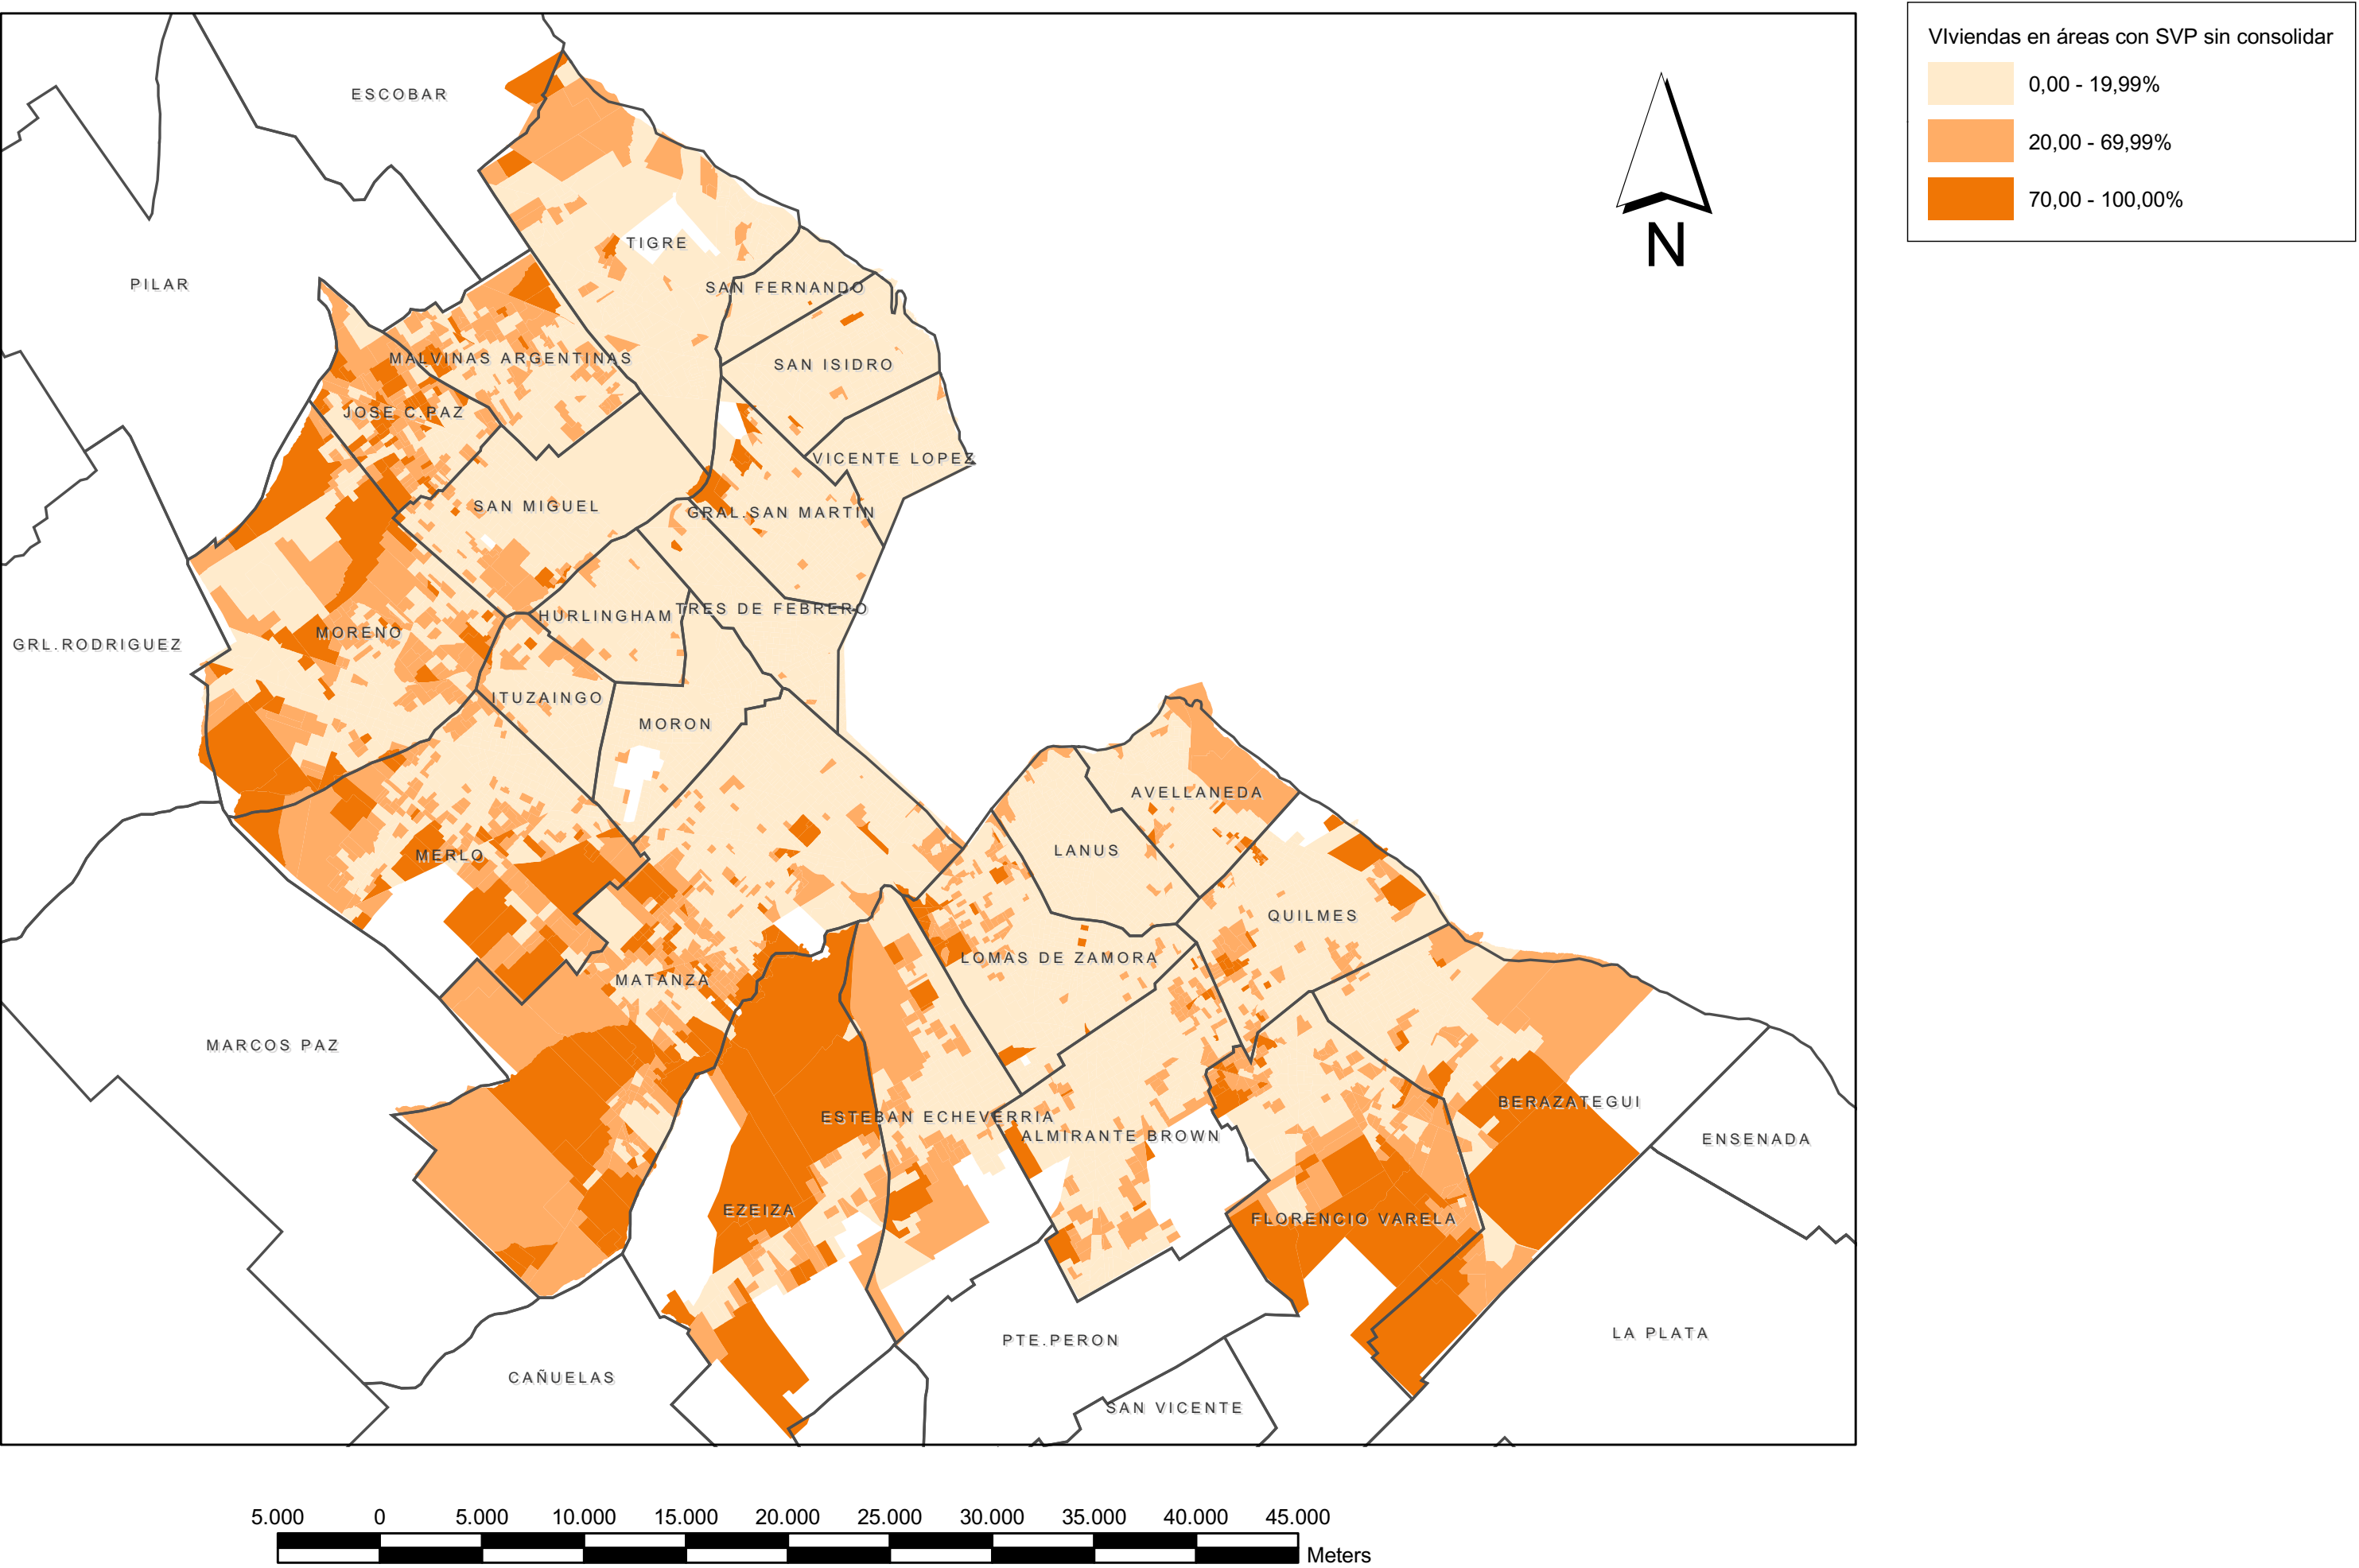 VIviendas en áreas con SVP sin consolidar
0,00 - 19,99%
20,00 - 69,99%
70,00 - 100,00%
N
ESCOBAR
TIGRE
PILAR
SAN FERNANDO
MALVINAS ARGENTINAS
SAN ISIDRO
JOSE C.PAZ
VICENTE LOPEZ
SAN MIGUEL
GRAL.SAN MARTIN
HURLINGHAM
TRES DE FEBRERO
MORENO
GRL.RODRIGUEZ
ITUZAINGO
MORON
AVELLANEDA
LANUS
MERLO
QUILMES
LOMAS DE ZAMORA
MATANZA
MARCOS PAZ
BERAZATEGUI
ESTEBAN ECHEVERRIA
ALMIRANTE BROWN
ENSENADA
EZEIZA
FLORENCIO VARELA
LA PLATA
PTE.PERON
CAÑUELAS
SAN VICENTE
5.000 0 5.000 10.000 15.000 20.000 25.000 30.000 35.000 40.000 45.000
Meters